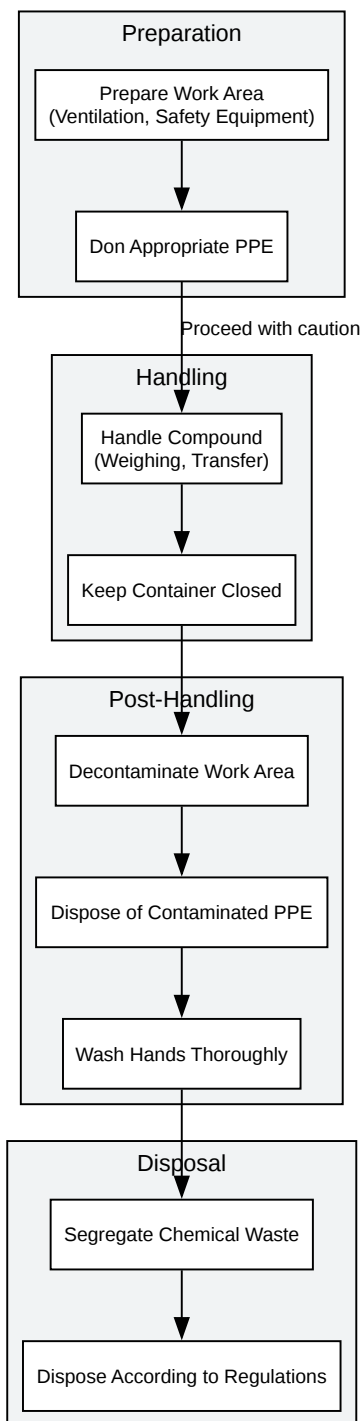 Preparation
Prepare Work Area
(Ventilation, Safety Equipment)
Don Appropriate PPE
Proceed with caution
Handling
Handle Compound
(Weighing, Transfer)
Keep Container Closed
Post-Handling
Decontaminate Work Area
Dispose of Contaminated PPE
Wash Hands Thoroughly
Disposal
Segregate Chemical Waste
Dispose According to Regulations